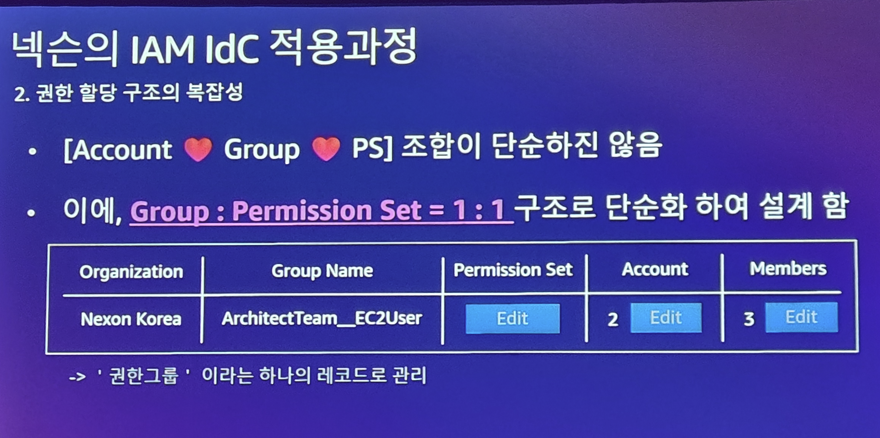 넥슨의 IAM IdC 적용과정
2. 권한 할당 구조의 복잡성
• [Account ❤ Group ❤ PS] 조합이 단순하진 않음
• 이에, Group : Permission Set = 1 : 1 구조로 단순화 하여 설계 함
Organization Group Name Permission Set Account Members
Nexon Korea ArchitectTeam__EC2User Edit 2 Edit 3 Edit
-> ' 권한그룹 ' 이라는 하나의 레코드로 관리